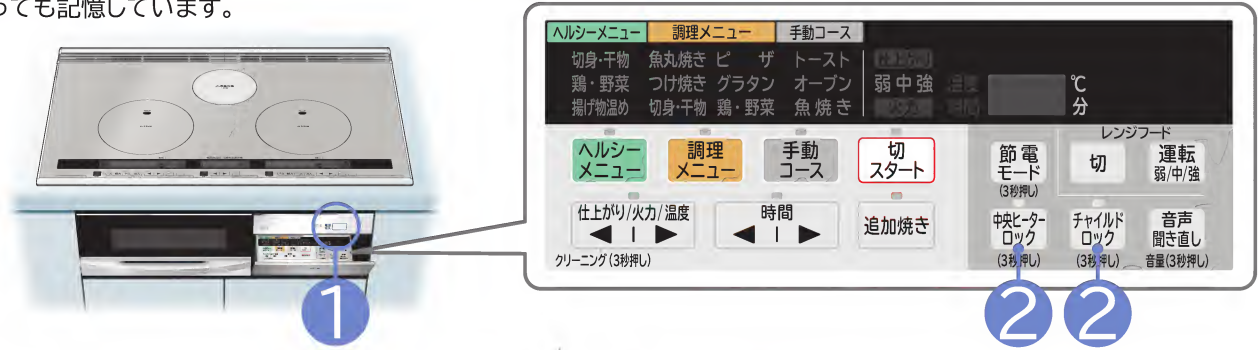 っても記憶しています。
ヘルシーメニュー 調理メニュー 手動コース
切身・干物 魚丸焼き ピ ザ トースト
鶏・野菜 つけ焼き グラタン オーブン 弱 中 強 ℃
揚げ物温め 切身・干物 鶏・野菜 魚 焼 き 分
レンジフード
ヘルシー
メニュー
調理
メニュー
手動
コース
切
スタート
節電
モード
(3秒押し)
切
運転
弱/中/強
仕上がり/火力/温度
◀ | ▶
時間
◀ | ▶
追加焼き
中央ヒーター
ロック
(3秒押し)
チャイルド
ロック
(3秒押し)
音声
聞き直し
音量(3秒押し)
クリーニング(3秒押し)
1
2
2